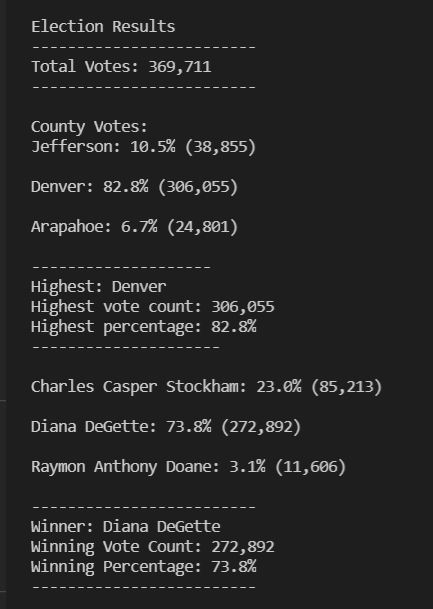 Election Results
-------------------------
Total Votes: 369,711
-------------------------
County Votes:
Jefferson: 10.5% (38,855)
Denver: 82.8% (306,055)
Arapahoe: 6.7% (24,801)
--------------------
Highest: Denver
Highest vote count: 306,055
Highest percentage: 82.8%
---------------------
Charles Casper Stockham: 23.0% (85,213)
Diana DeGette: 73.8% (272,892)
Raymon Anthony Doane: 3.1% (11,606)
-------------------------
Winner: Diana DeGette
Winning Vote Count: 272,892
Winning Percentage: 73.8%
-------------------------